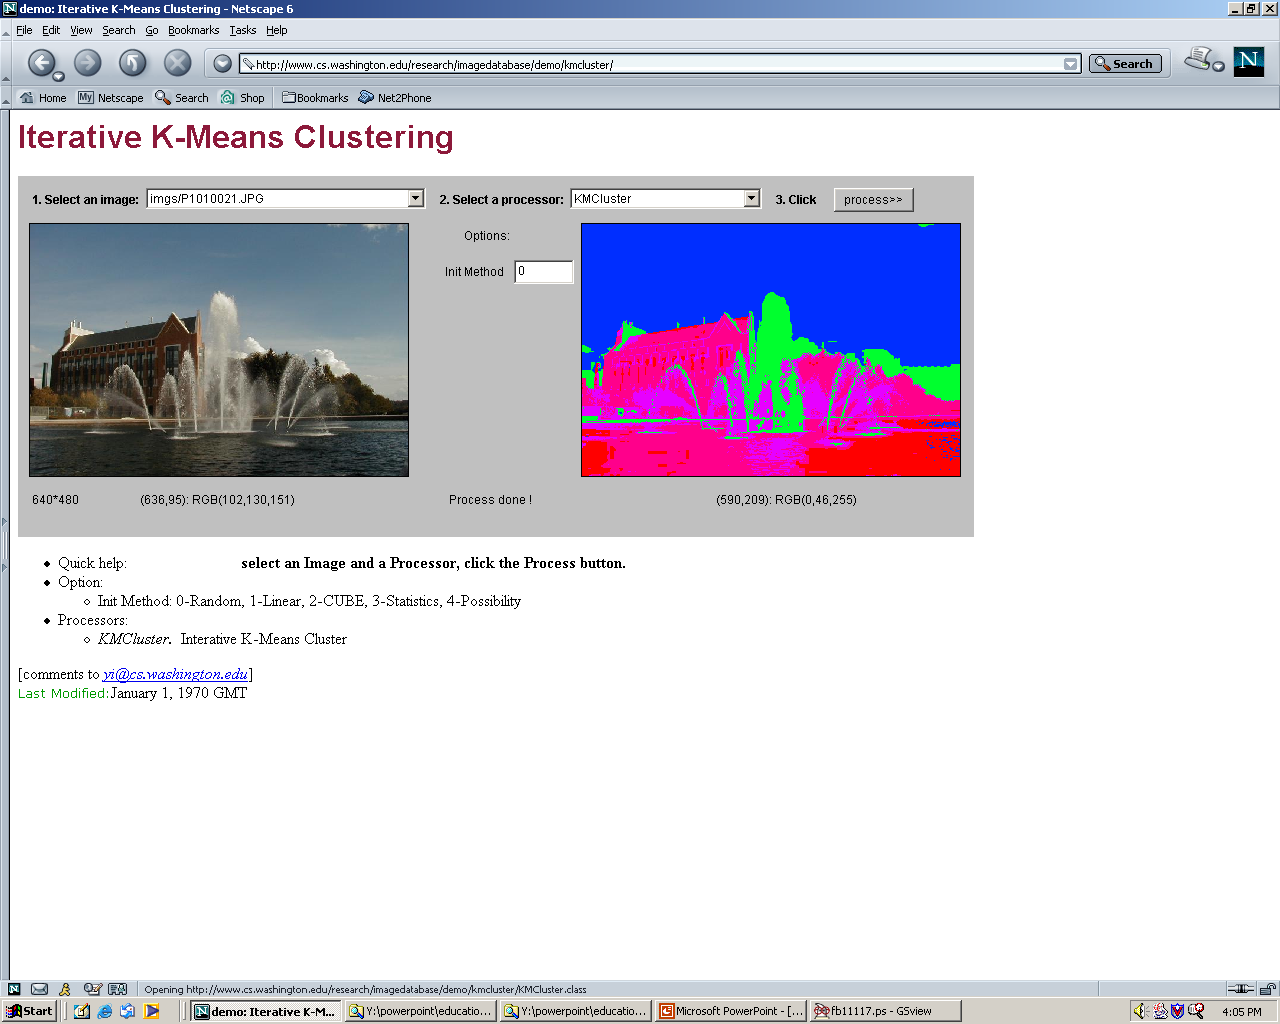 demo: Iterative K-Means Clustering - Netscape 6
File Edit View Search Go Bookmarks Tasks Help
http://www.cs.washington.edu/research/imagedatabase/demo/kmcluster/ Search N
Home My Netscape Search Shop Bookmarks Net2Phone
Iterative K-Means Clustering
1. Select an image: imgs/P1010021.JPG 2. Select a processor: KMCluster 3. Click process>>
Options:
Init Method 0
640*480 (636,95): RGB(102,130,151) Process done ! (590,209): RGB(0,46,255)
Quick help: select an Image and a Processor, click the Process button.
Option:
Init Method: 0-Random, 1-Linear, 2-CUBE, 3-Statistics, 4-Possibility
Processors:
KMCluster. Interative K-Means Cluster
[comments to yi@cs.washington.edu]
Last Modified:January 1, 1970 GMT
Opening http://www.cs.washington.edu/research/imagedatabase/demo/kmcluster/KMCluster.class
Start demo: Iterative K-M... Y:\powerpoint\educatio... Y:\powerpoint\educatio... Microsoft PowerPoint - [... fb11117.ps - GSview 4:05 PM